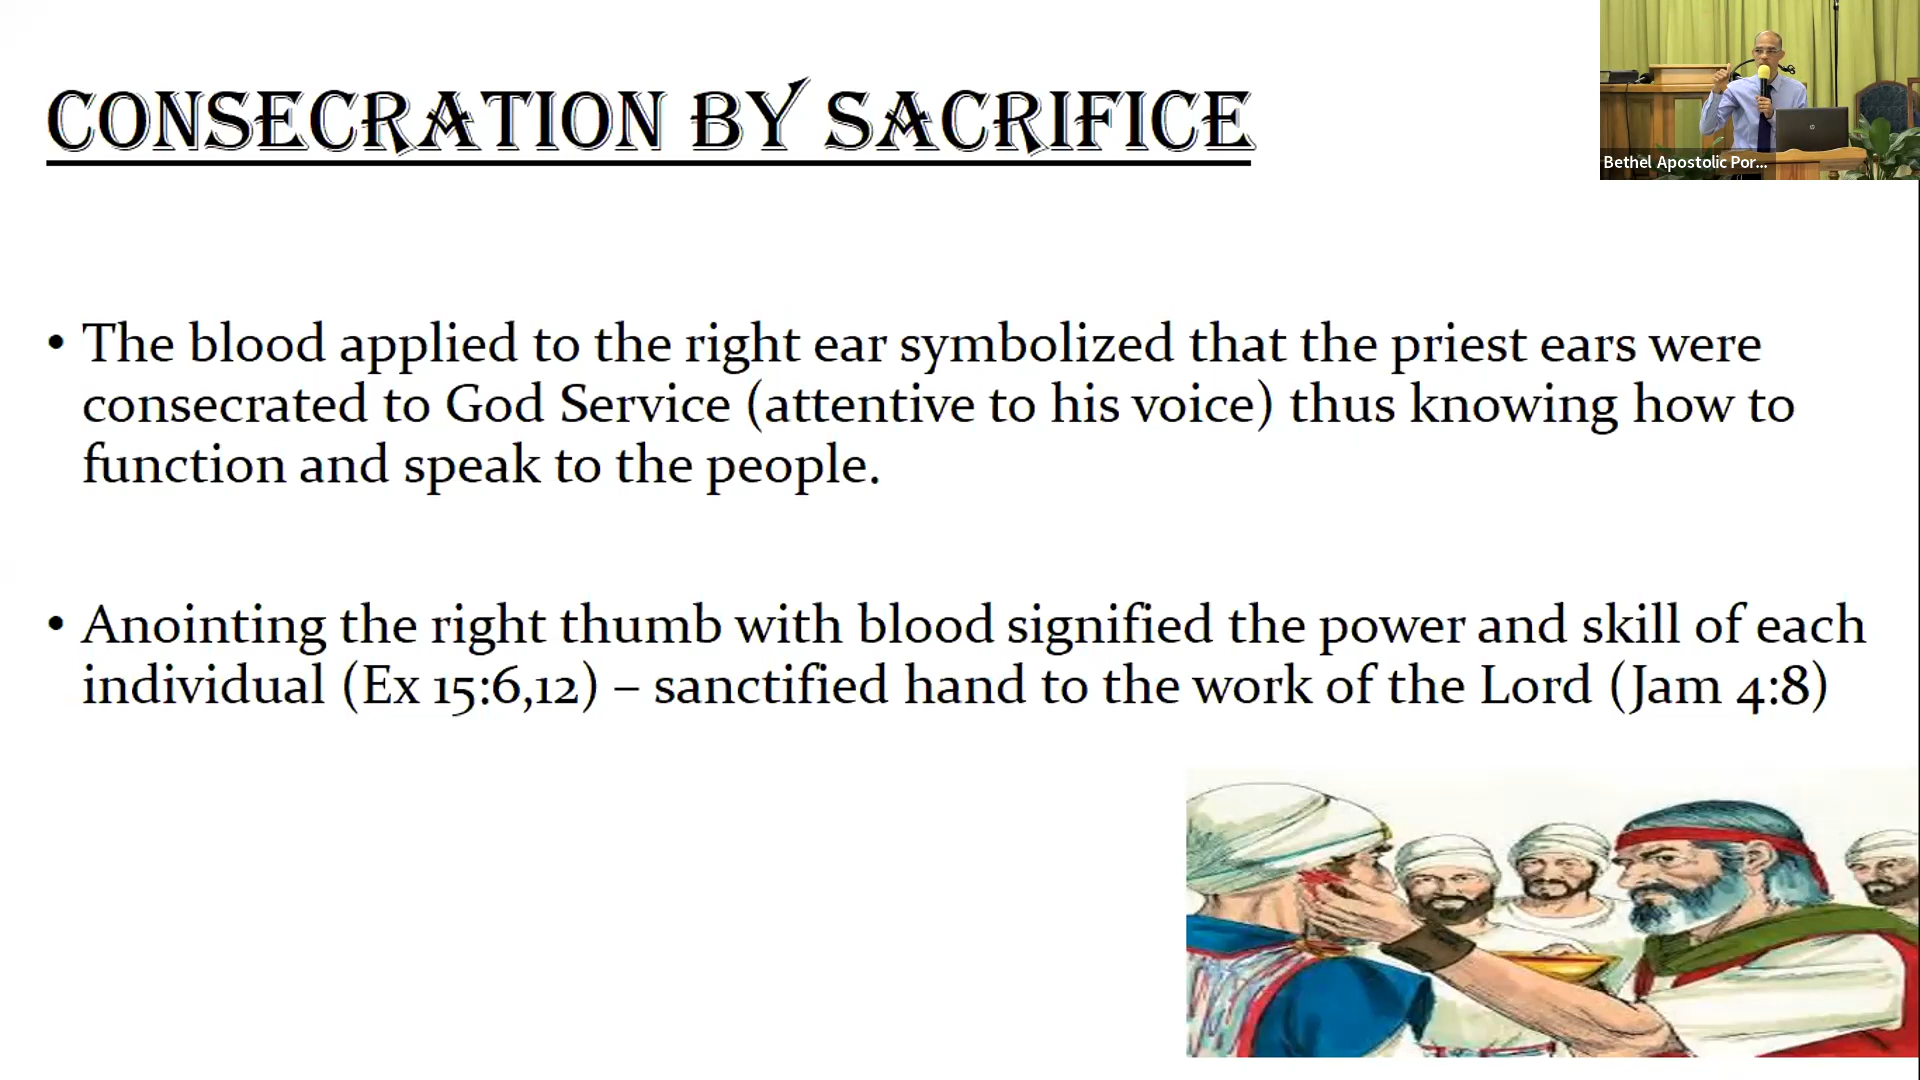 CONSECRATION BY SACRIFICE
Bethel Apostolic Por...
• The blood applied to the right ear symbolized that the priest ears were
consecrated to God Service (attentive to his voice) thus knowing how to
function and speak to the people.
• Anointing the right thumb with blood signified the power and skill of each
individual (Ex 15:6,12) – sanctified hand to the work of the Lord (Jam 4:8)